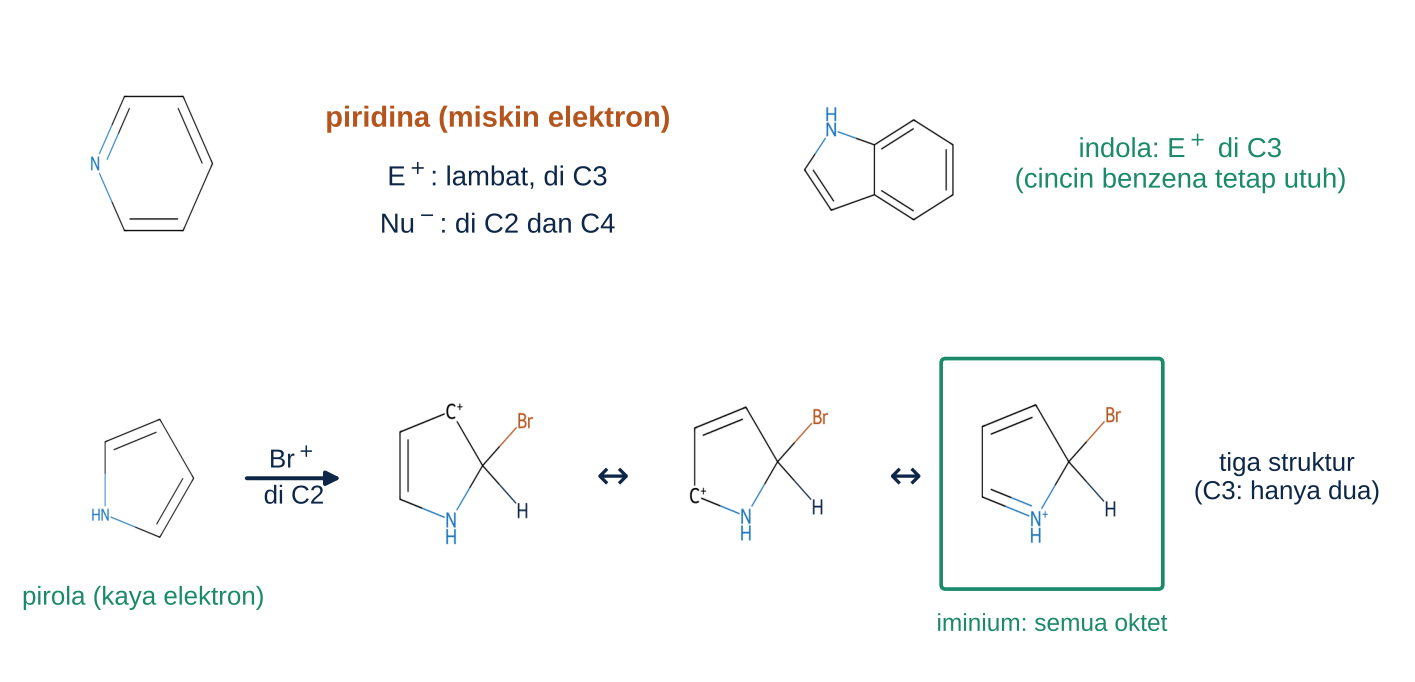 N
piridina (miskin elektron)
E⁺ : lambat, di C3
Nu⁻ : di C2 dan C4
H
N
indola: E⁺ di C3
(cincin benzena tetap utuh)
HN
pirola (kaya elektron)
Br⁺
di C2
C⁺
Br
H
N
H
↔
Br
C⁺
H
N
H
↔
Br
H
N⁺
H
iminium: semua oktet
tiga struktur
(C3: hanya dua)